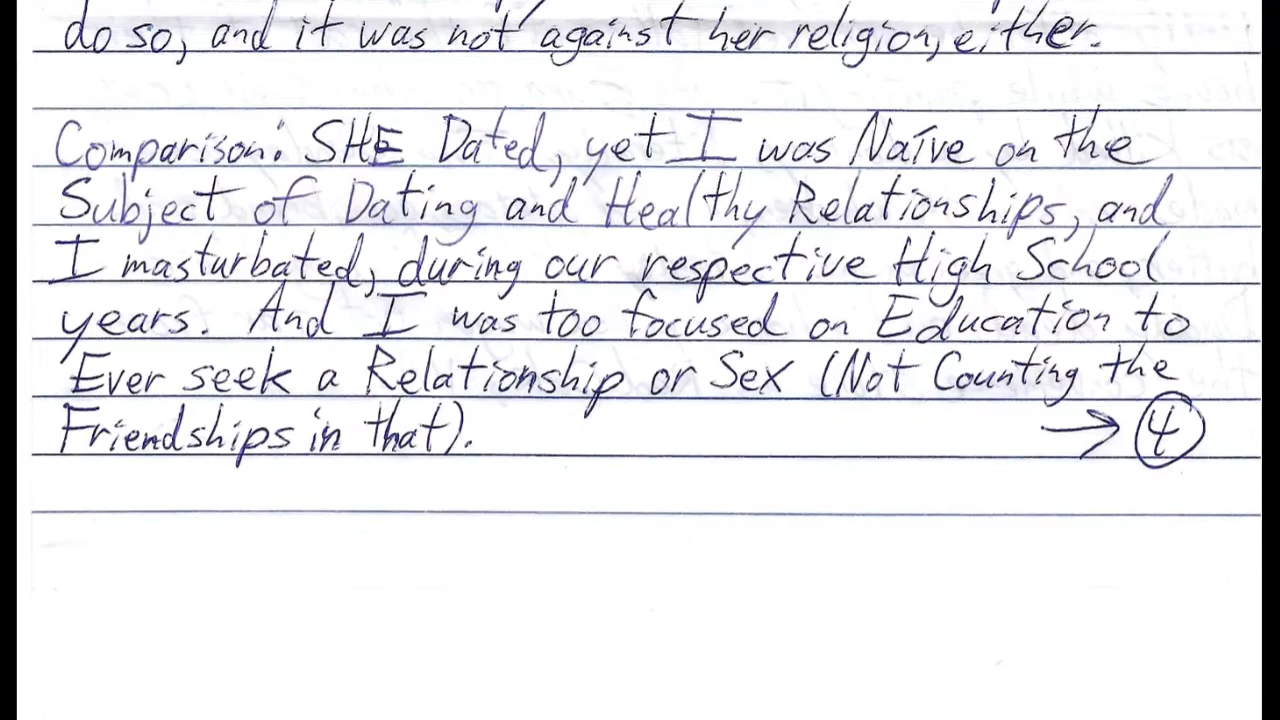 do so, and it was not against her religion, either.
Comparison: SHE Dated, yet I was Naïve on the
Subject of Dating and Healthy Relationships, and
I masturbated, during our respective High School
years. And I was too focused on Education to
Ever seek a Relationship or Sex (Not Counting the
Friendships in that).
→ 4